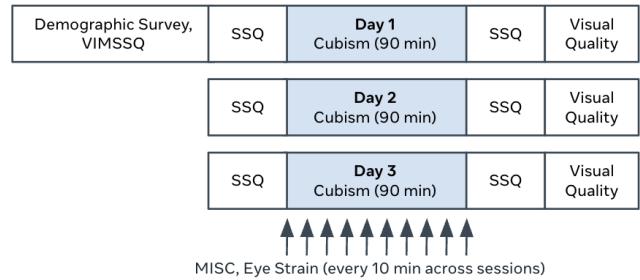 Demographic Survey,
VIMSSQ
SSQ
Day 1
Cubism (90 min)
SSQ
Visual
Quality
SSQ
Day 2
Cubism (90 min)
SSQ
Visual
Quality
SSQ
Day 3
Cubism (90 min)
SSQ
Visual
Quality
MISC, Eye Strain (every 10 min across sessions)